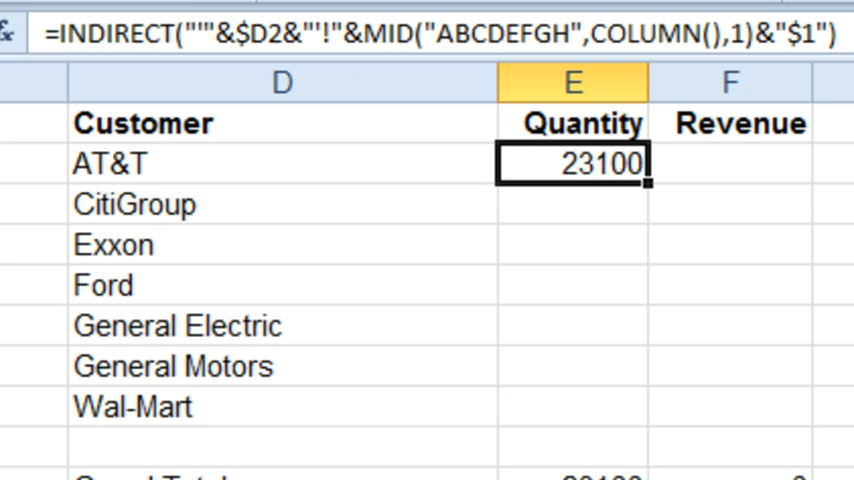 fx =INDIRECT("'"&$D2&"'!"&MID("ABCDEFGH",COLUMN(),1)&"$1")
D E F
Customer Quantity Revenue
AT&T 23100
CitiGroup
Exxon
Ford
General Electric
General Motors
Wal-Mart